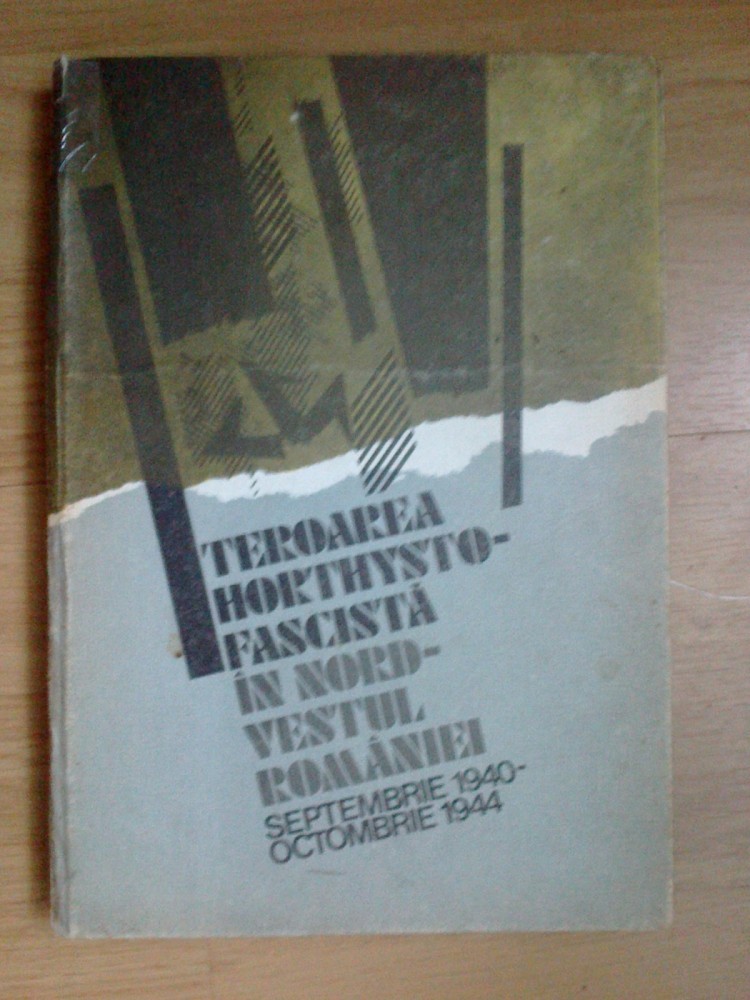 TEROAREA
HORTHYSTO-
FASCISTĂ
ÎN NORD-
VESTUL
ROMÂNIEI
SEPTEMBRIE 1940-
OCTOMBRIE 1944